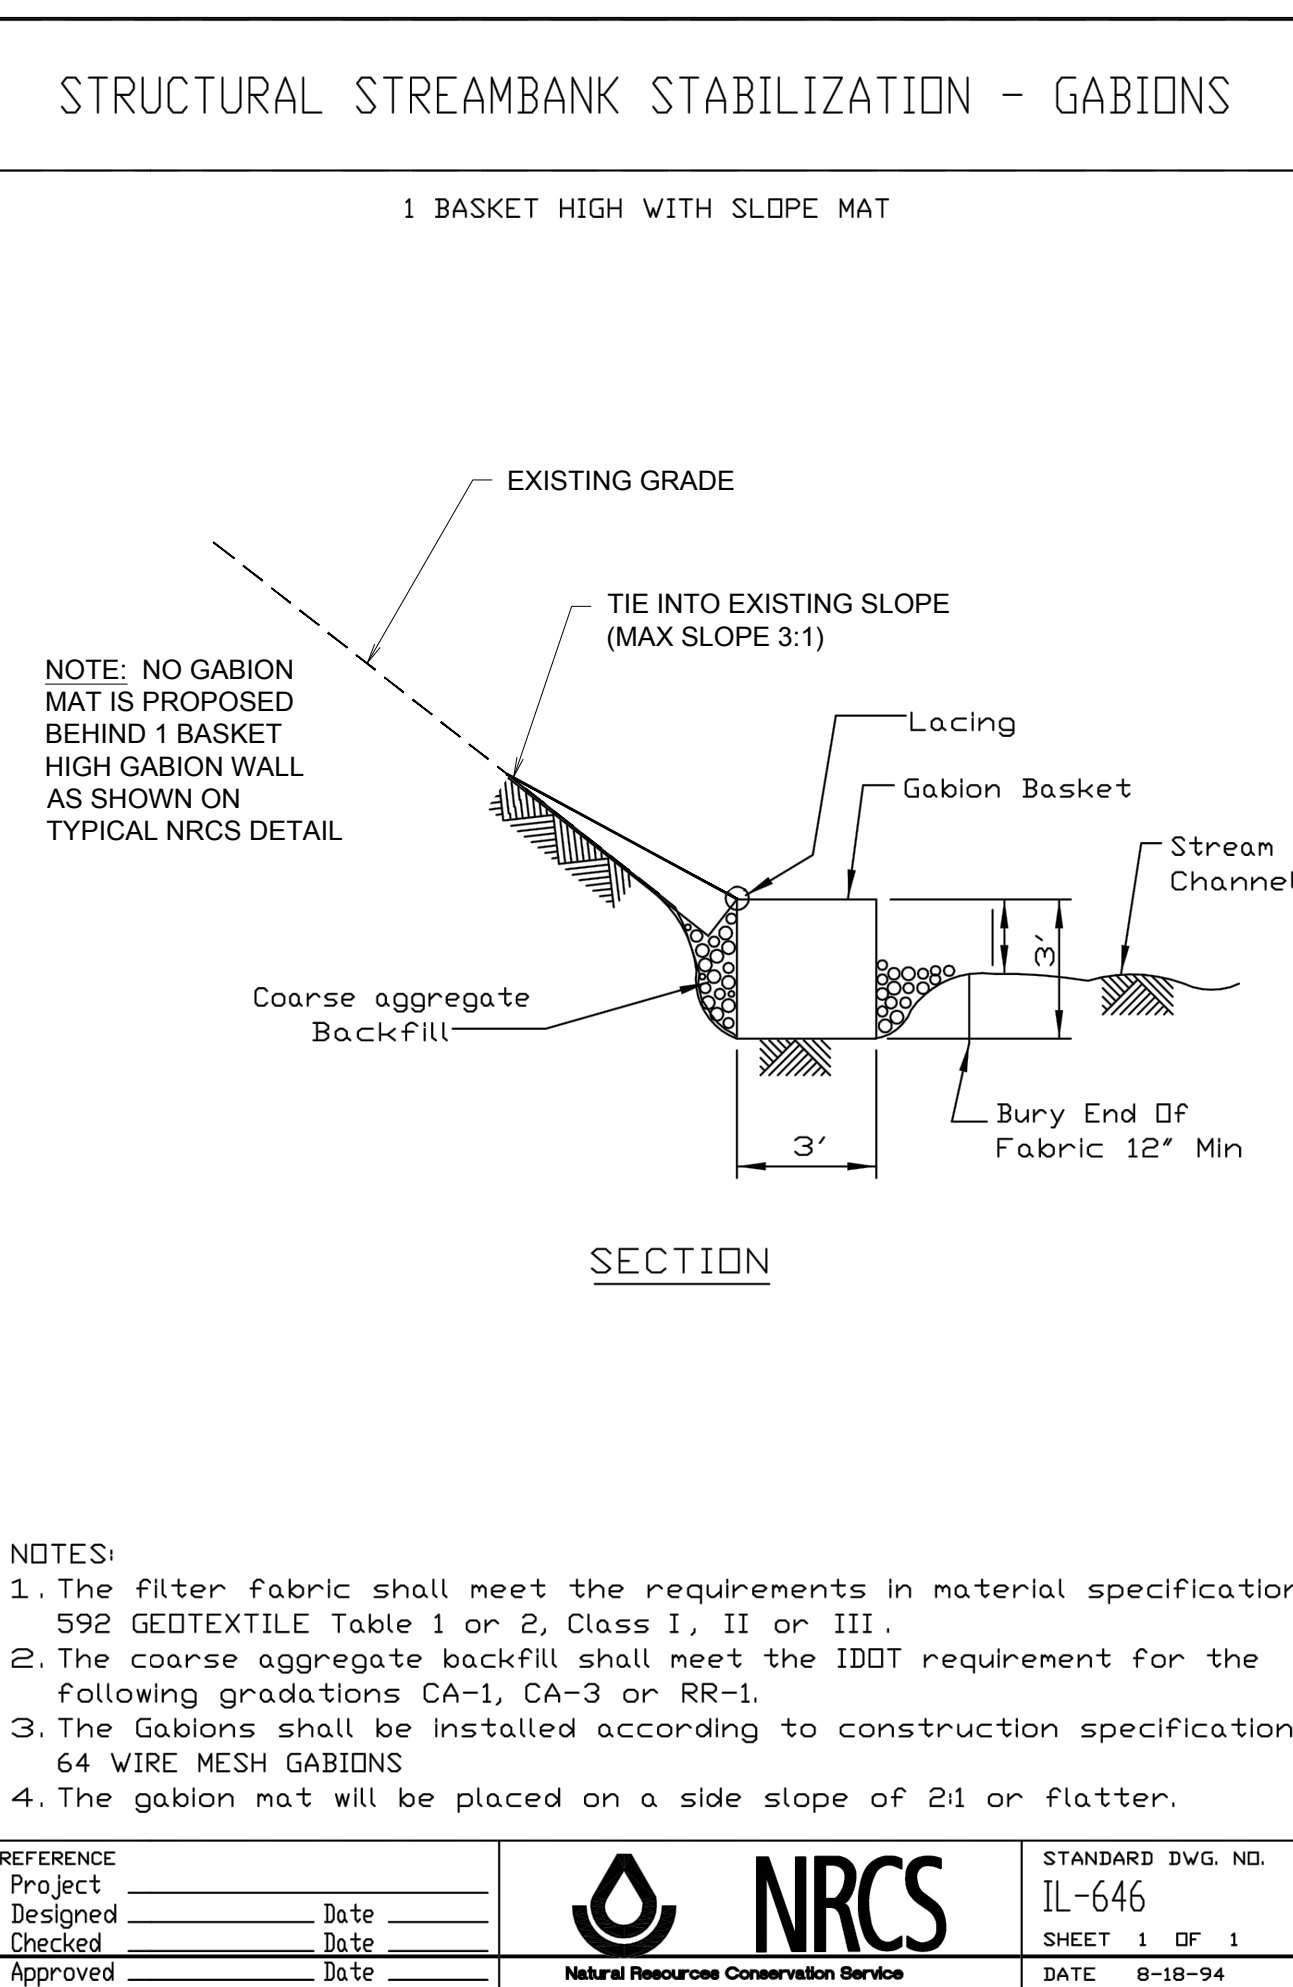 STRUCTURAL STREAMBANK STABILIZATION - GABIONS
1 BASKET HIGH WITH SLOPE MAT
EXISTING GRADE
TIE INTO EXISTING SLOPE
(MAX SLOPE 3:1)
NOTE: NO GABION
MAT IS PROPOSED
BEHIND 1 BASKET
HIGH GABION WALL
AS SHOWN ON
TYPICAL NRCS DETAIL
Lacing
Gabion Basket
Stream
Channel
3'
Coarse aggregate
Backfill
Bury End Of
Fabric 12" Min
3'
SECTION
NOTES:
1. The filter fabric shall meet the requirements in material specification
592 GEOTEXTILE Table 1 or 2, Class I, II or III.
2. The coarse aggregate backfill shall meet the IDOT requirement for the
following gradations CA-1, CA-3 or RR-1.
3. The Gabions shall be installed according to construction specification
64 WIRE MESH GABIONS
4. The gabion mat will be placed on a side slope of 2:1 or flatter.
REFERENCE
Project
Designed Date
Checked Date
Approved Date
NRCS
Natural Resources Conservation Service
STANDARD DWG. NO.
IL-646
SHEET 1 OF 1
DATE 8-18-94